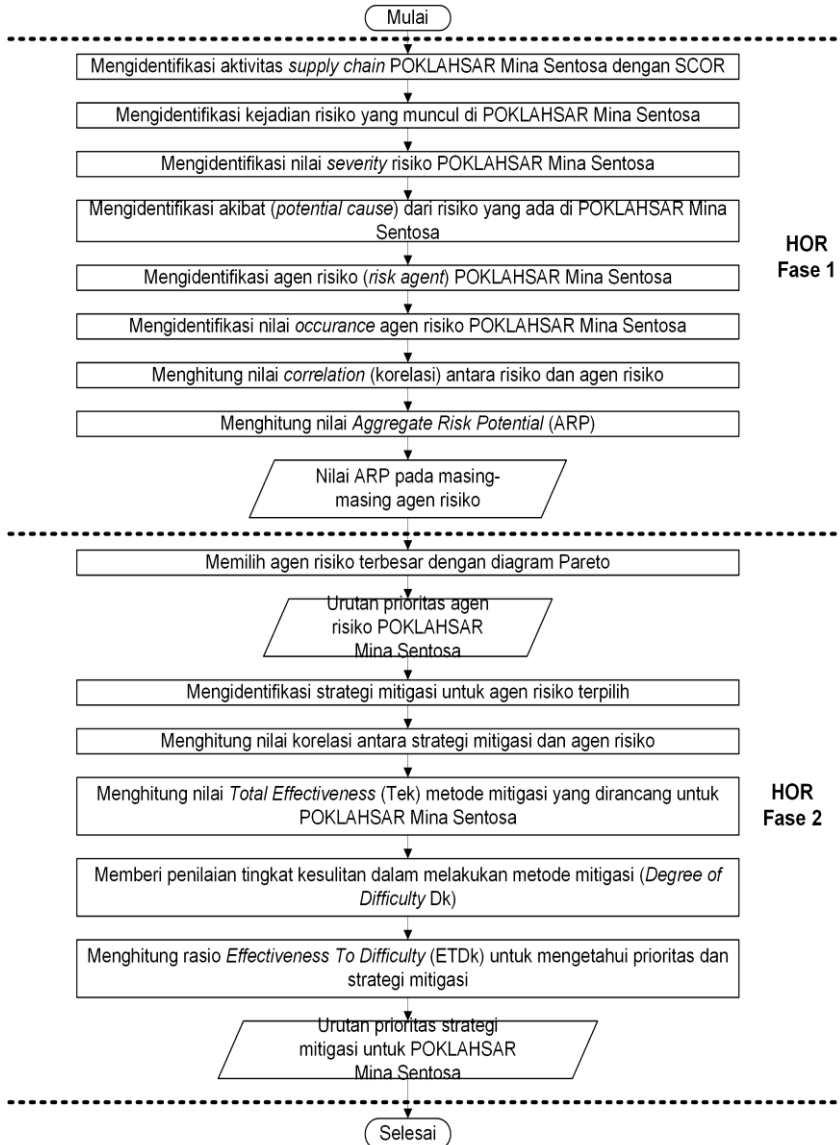 Mulai
Mengidentifikasi aktivitas supply chain POKLAHSAR Mina Sentosa dengan SCOR
Mengidentifikasi kejadian risiko yang muncul di POKLAHSAR Mina Sentosa
Mengidentifikasi nilai severity risiko POKLAHSAR Mina Sentosa
Mengidentifikasi akibat (potential cause) dari risiko yang ada di POKLAHSAR Mina
Sentosa
HOR
Fase 1
Mengidentifikasi agen risiko (risk agent) POKLAHSAR Mina Sentosa
Mengidentifikasi nilai occurance agen risiko POKLAHSAR Mina Sentosa
Menghitung nilai correlation (korelasi) antara risiko dan agen risiko
Menghitung nilai Aggregate Risk Potential (ARP)
Nilai ARP pada masing-
masing agen risiko
Memilih agen risiko terbesar dengan diagram Pareto
Urutan prioritas agen
risiko POKLAHSAR
Mina Sentosa
Mengidentifikasi strategi mitigasi untuk agen risiko terpilih
Menghitung nilai korelasi antara strategi mitigasi dan agen risiko
Menghitung nilai Total Effectiveness (Tek) metode mitigasi yang dirancang untuk
POKLAHSAR Mina Sentosa
HOR
Fase 2
Memberi penilaian tingkat kesulitan dalam melakukan metode mitigasi (Degree of
Difficulty Dk)
Menghitung rasio Effectiveness To Difficulty (ETDk) untuk mengetahui prioritas dan
strategi mitigasi
Urutan prioritas strategi
mitigasi untuk POKLAHSAR
Mina Sentosa
Selesai